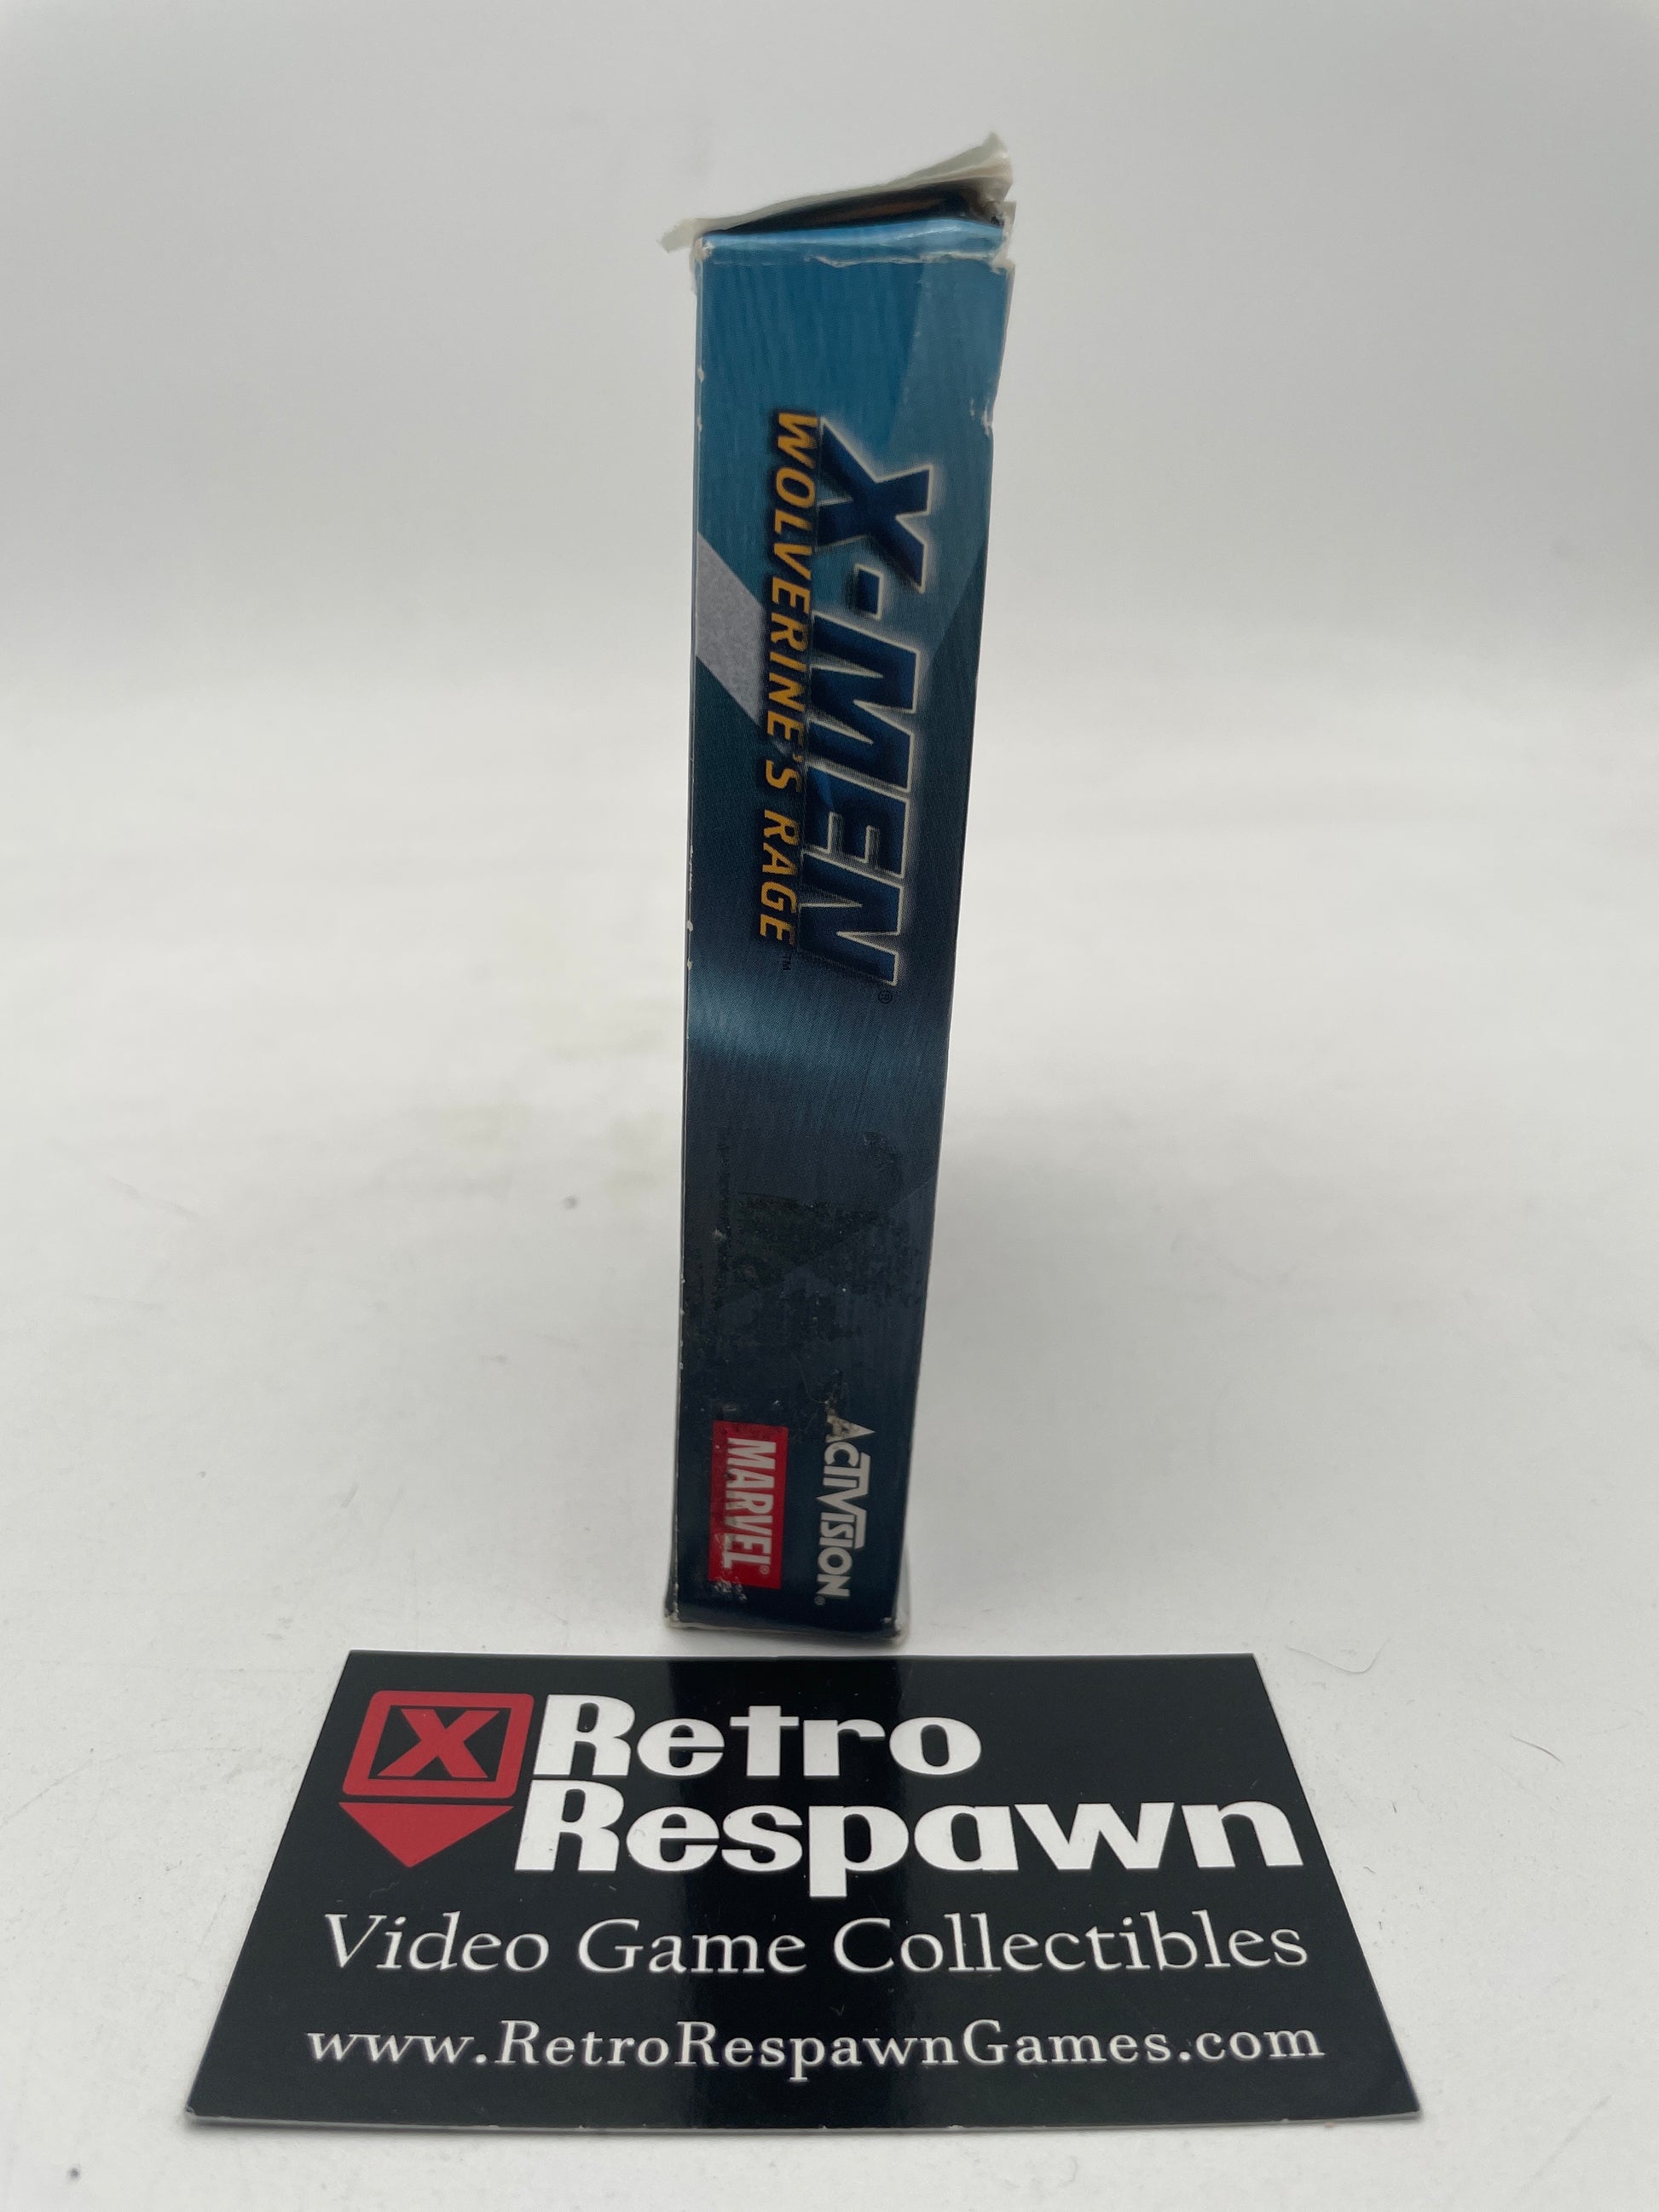 X-MEN®
WOLVERINE'S RAGE™
ACTIVISION®
MARVEL®
X Retro
Respawn
Video Game Collectibles
www.RetroRespawnGames.com